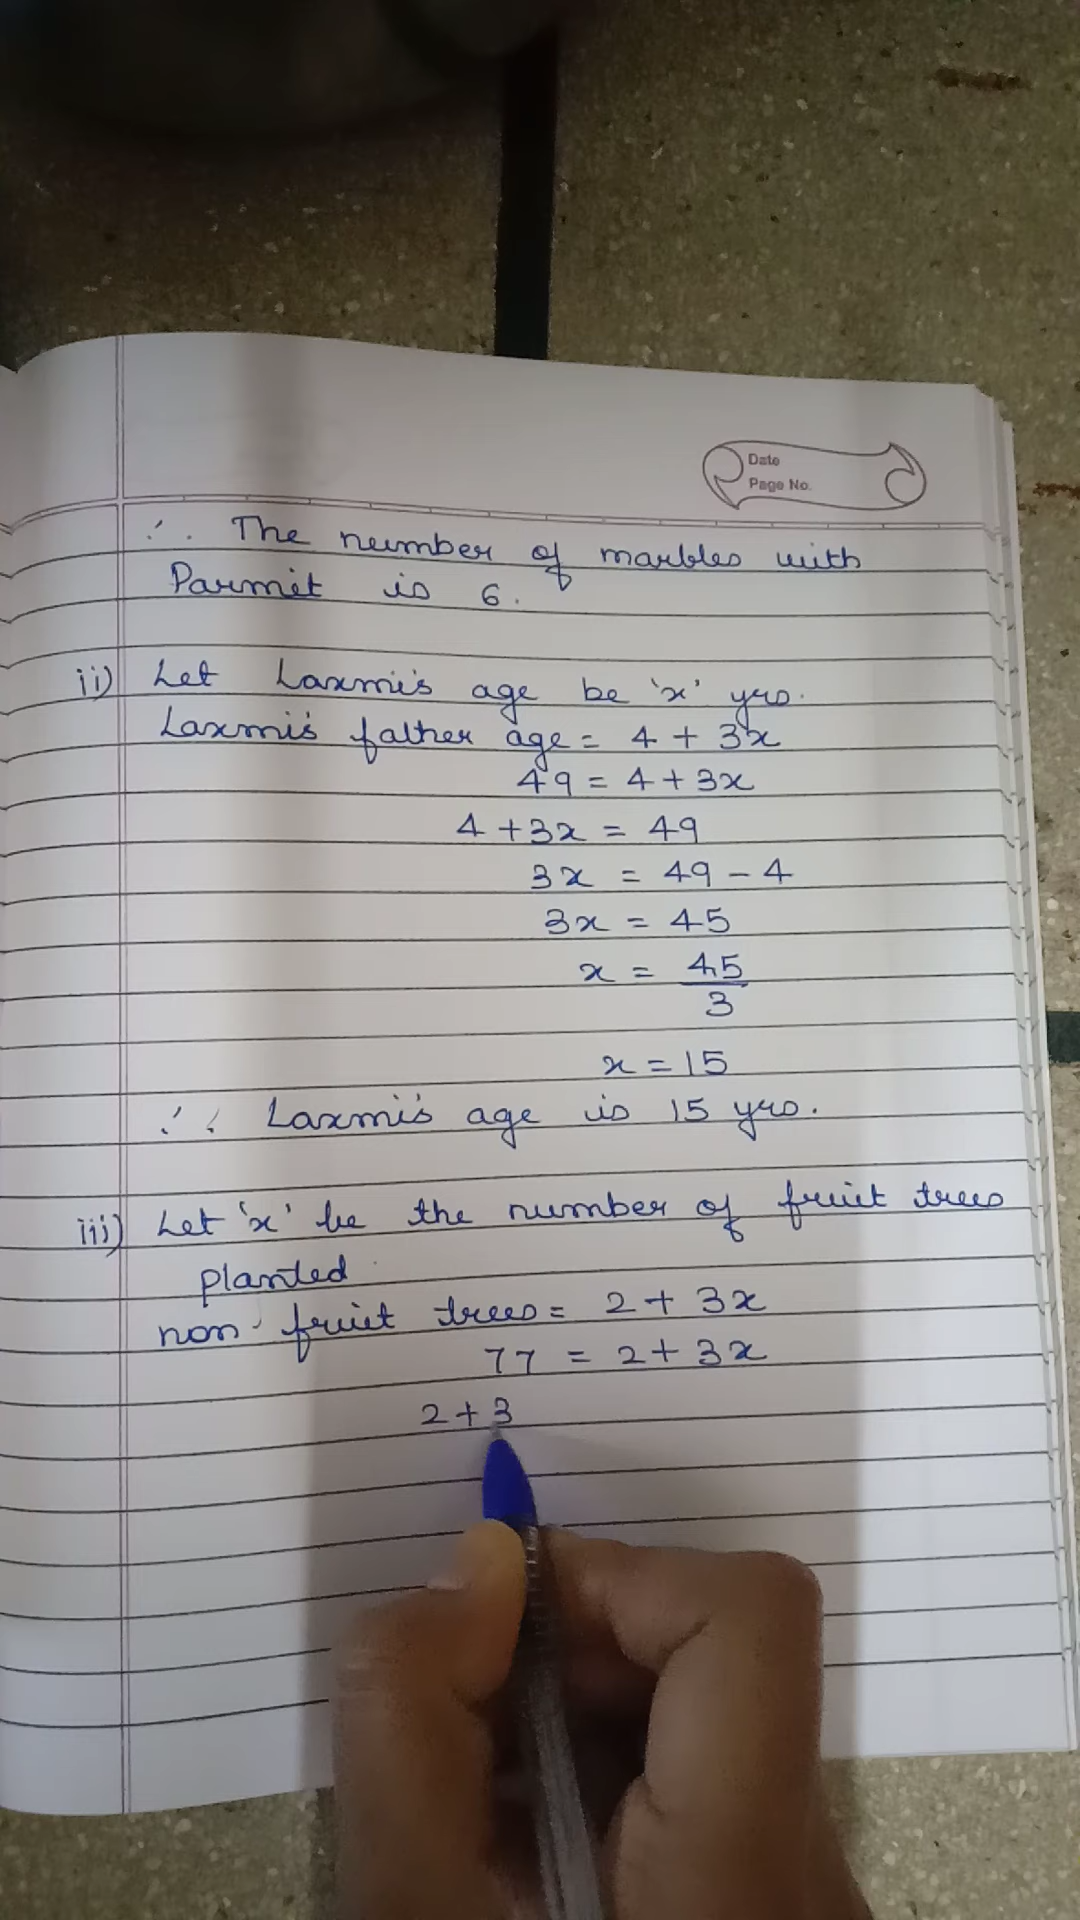 Date
Page No.
∴ The number of marbles with
Parmit is 6.
ii) Let Laxmi's age be 'x' yrs.
Laxmi's father age = 4 + 3x
49 = 4 + 3x
4 + 3x = 49
3x = 49 - 4
3x = 45
x = 45/3
x = 15
∴ Laxmi's age is 15 yrs.
iii) Let 'x' be the number of fruit trees
planted
non fruit trees = 2 + 3x
77 = 2 + 3x
2 + 3